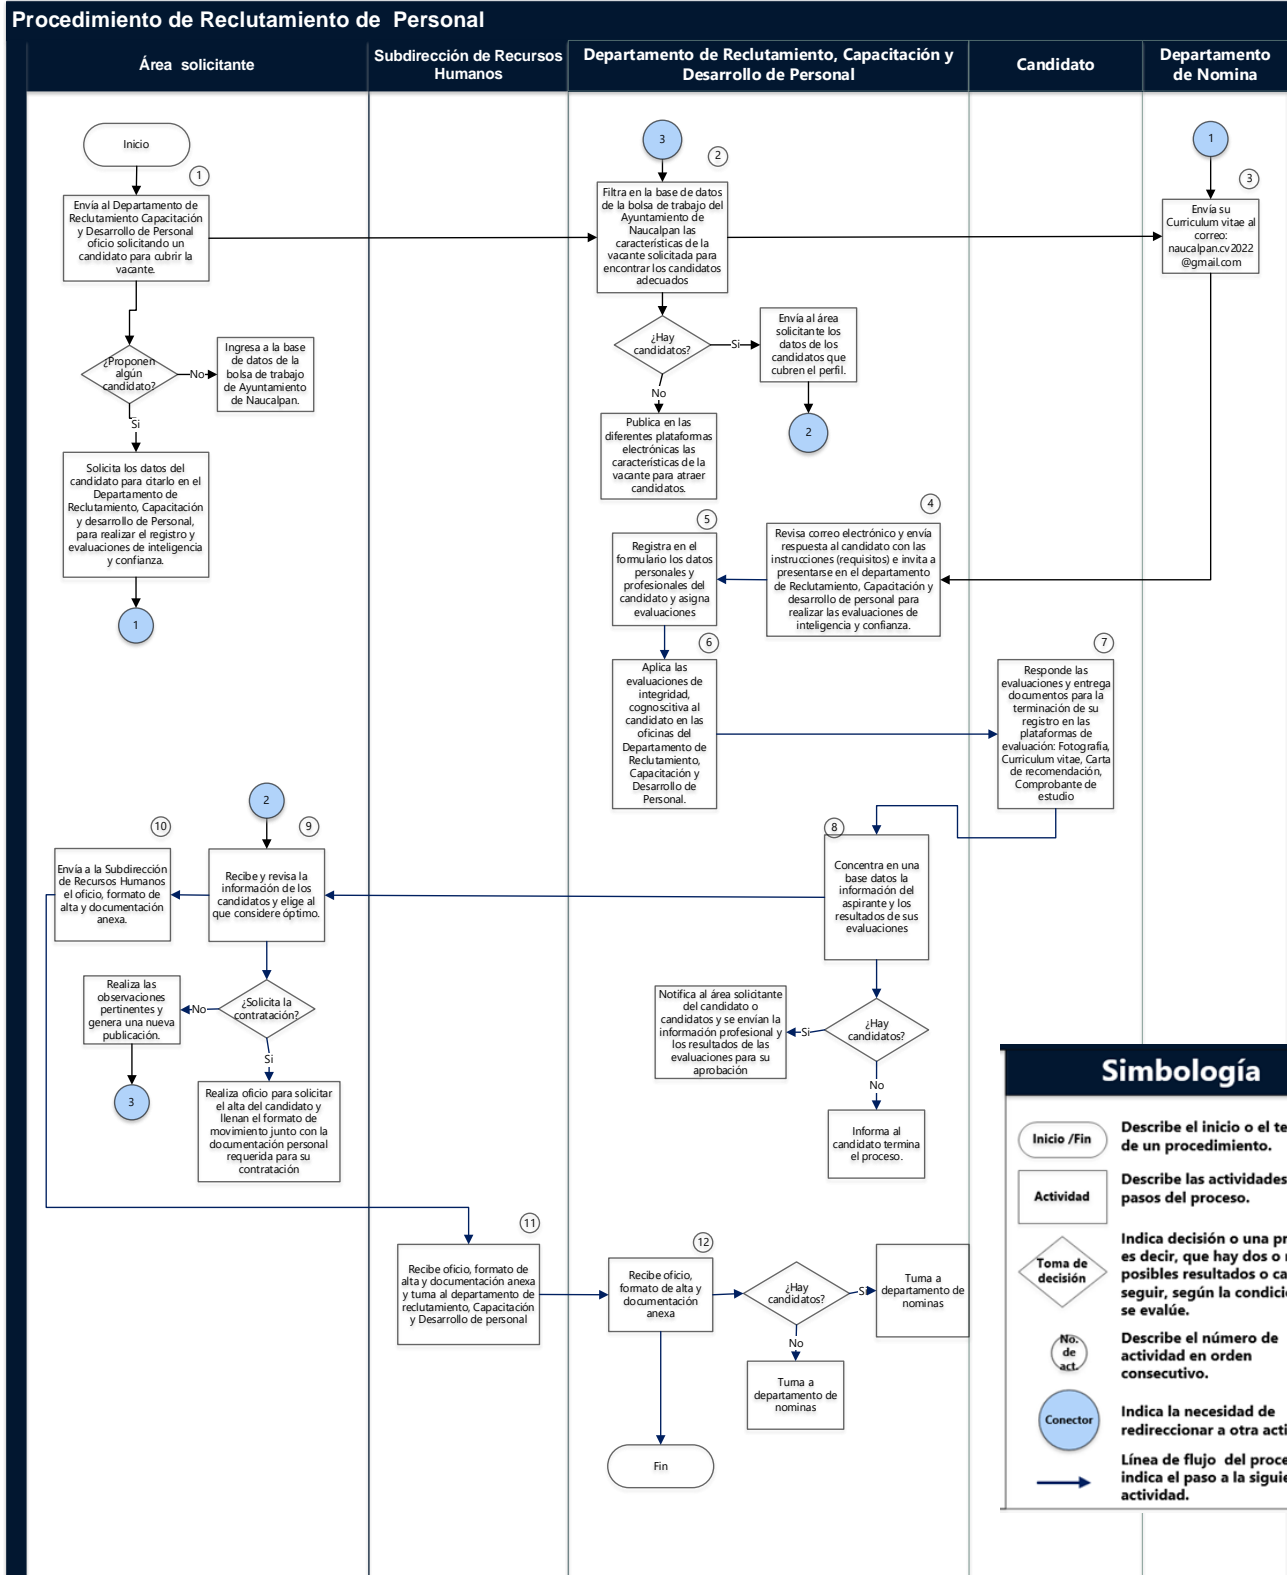 Procedimiento de Reclutamiento de Personal
Área solicitante
Subdirección de Recursos
Humanos
Departamento de Reclutamiento, Capacitación y
Desarrollo de Personal
Candidato
Departamento
de Nomina
Inicio
1
Envía al Departamento de
Reclutamiento Capacitación
y Desarrollo de Personal
oficio solicitando un
candidato para cubrir la
vacante.
¿Proponen
algún
candidato?
No
Ingresa a la base
de datos de la
bolsa de trabajo
de Ayuntamiento
de Naucalpan.
Si
Solicita los datos del
candidato para citarlo en el
Departamento de
Reclutamiento, Capacitación
y desarrollo de Personal,
para realizar el registro y
evaluaciones de inteligencia
y confianza.
1
3
2
Filtra en la base de datos
de la bolsa de trabajo del
Ayuntamiento de
Naucalpan las
características de la
vacante solicitada para
encontrar los candidatos
adecuados
¿Hay
candidatos?
Si
Envía al área
solicitante los
datos de los
candidatos que
cubren el perfil.
2
No
Publica en las
diferentes plataformas
electrónicas las
características de la
vacante para atraer
candidatos.
1
3
Envía su
Curriculum vitae al
correo:
naucalpan.cv2022
@gmail.com
4
Revisa correo electrónico y envía
respuesta al candidato con las
instrucciones (requisitos) e invita a
presentarse en el departamento
de Reclutamiento, Capacitación y
desarrollo de personal para
realizar las evaluaciones de
inteligencia y confianza.
5
Registra en el
formulario los datos
personales y
profesionales del
candidato y asigna
evaluaciones
6
Aplica las
evaluaciones de
integridad,
cognoscitiva al
candidato en las
oficinas del
Departamento de
Reclutamiento,
Capacitación y
Desarrollo de
Personal.
7
Responde las
evaluaciones y entrega
documentos para la
terminación de su
registro en las
plataformas de
evaluación: Fotografía,
Curriculum vitae, Carta
de recomendación,
Comprobante de
estudio
8
Concentra en una
base datos la
información del
aspirante y los
resultados de sus
evaluaciones
¿Hay
candidatos?
Si
Notifica al área solicitante
del candidato o
candidatos y se envían la
información profesional y
los resultados de las
evaluaciones para su
aprobación
No
Informa al
candidato termina
el proceso.
2
9
Recibe y revisa la
información de los
candidatos y elige al
que considere óptimo.
10
Envía a la Subdirección
de Recursos Humanos
el oficio, formato de
alta y documentación
anexa.
¿Solicita la
contratación?
No
Realiza las
observaciones
pertinentes y
genera una nueva
publicación.
3
Si
Realiza oficio para solicitar
el alta del candidato y
llenan el formato de
movimiento junto con la
documentación personal
requerida para su
contratación
11
Recibe oficio, formato de
alta y documentación anexa
y turna al departamento de
reclutamiento, Capacitación
y Desarrollo de personal
12
Recibe oficio,
formato de alta y
documentación
anexa
¿Hay
candidatos?
Si
Turna a
departamento de
nominas
No
Turna a
departamento de
nominas
Fin
Simbología
Inicio /Fin
Describe el inicio o el te
de un procedimiento.
Actividad
Describe las actividades
pasos del proceso.
Toma de
decisión
Indica decisión o una pr
es decir, que hay dos o
posibles resultados o ca
seguir, según la condici
se evalúe.
No.
de
act.
Describe el número de
actividad en orden
consecutivo.
Conector
Indica la necesidad de
redireccionar a otra acti
Línea de flujo del proce
indica el paso a la siguie
actividad.